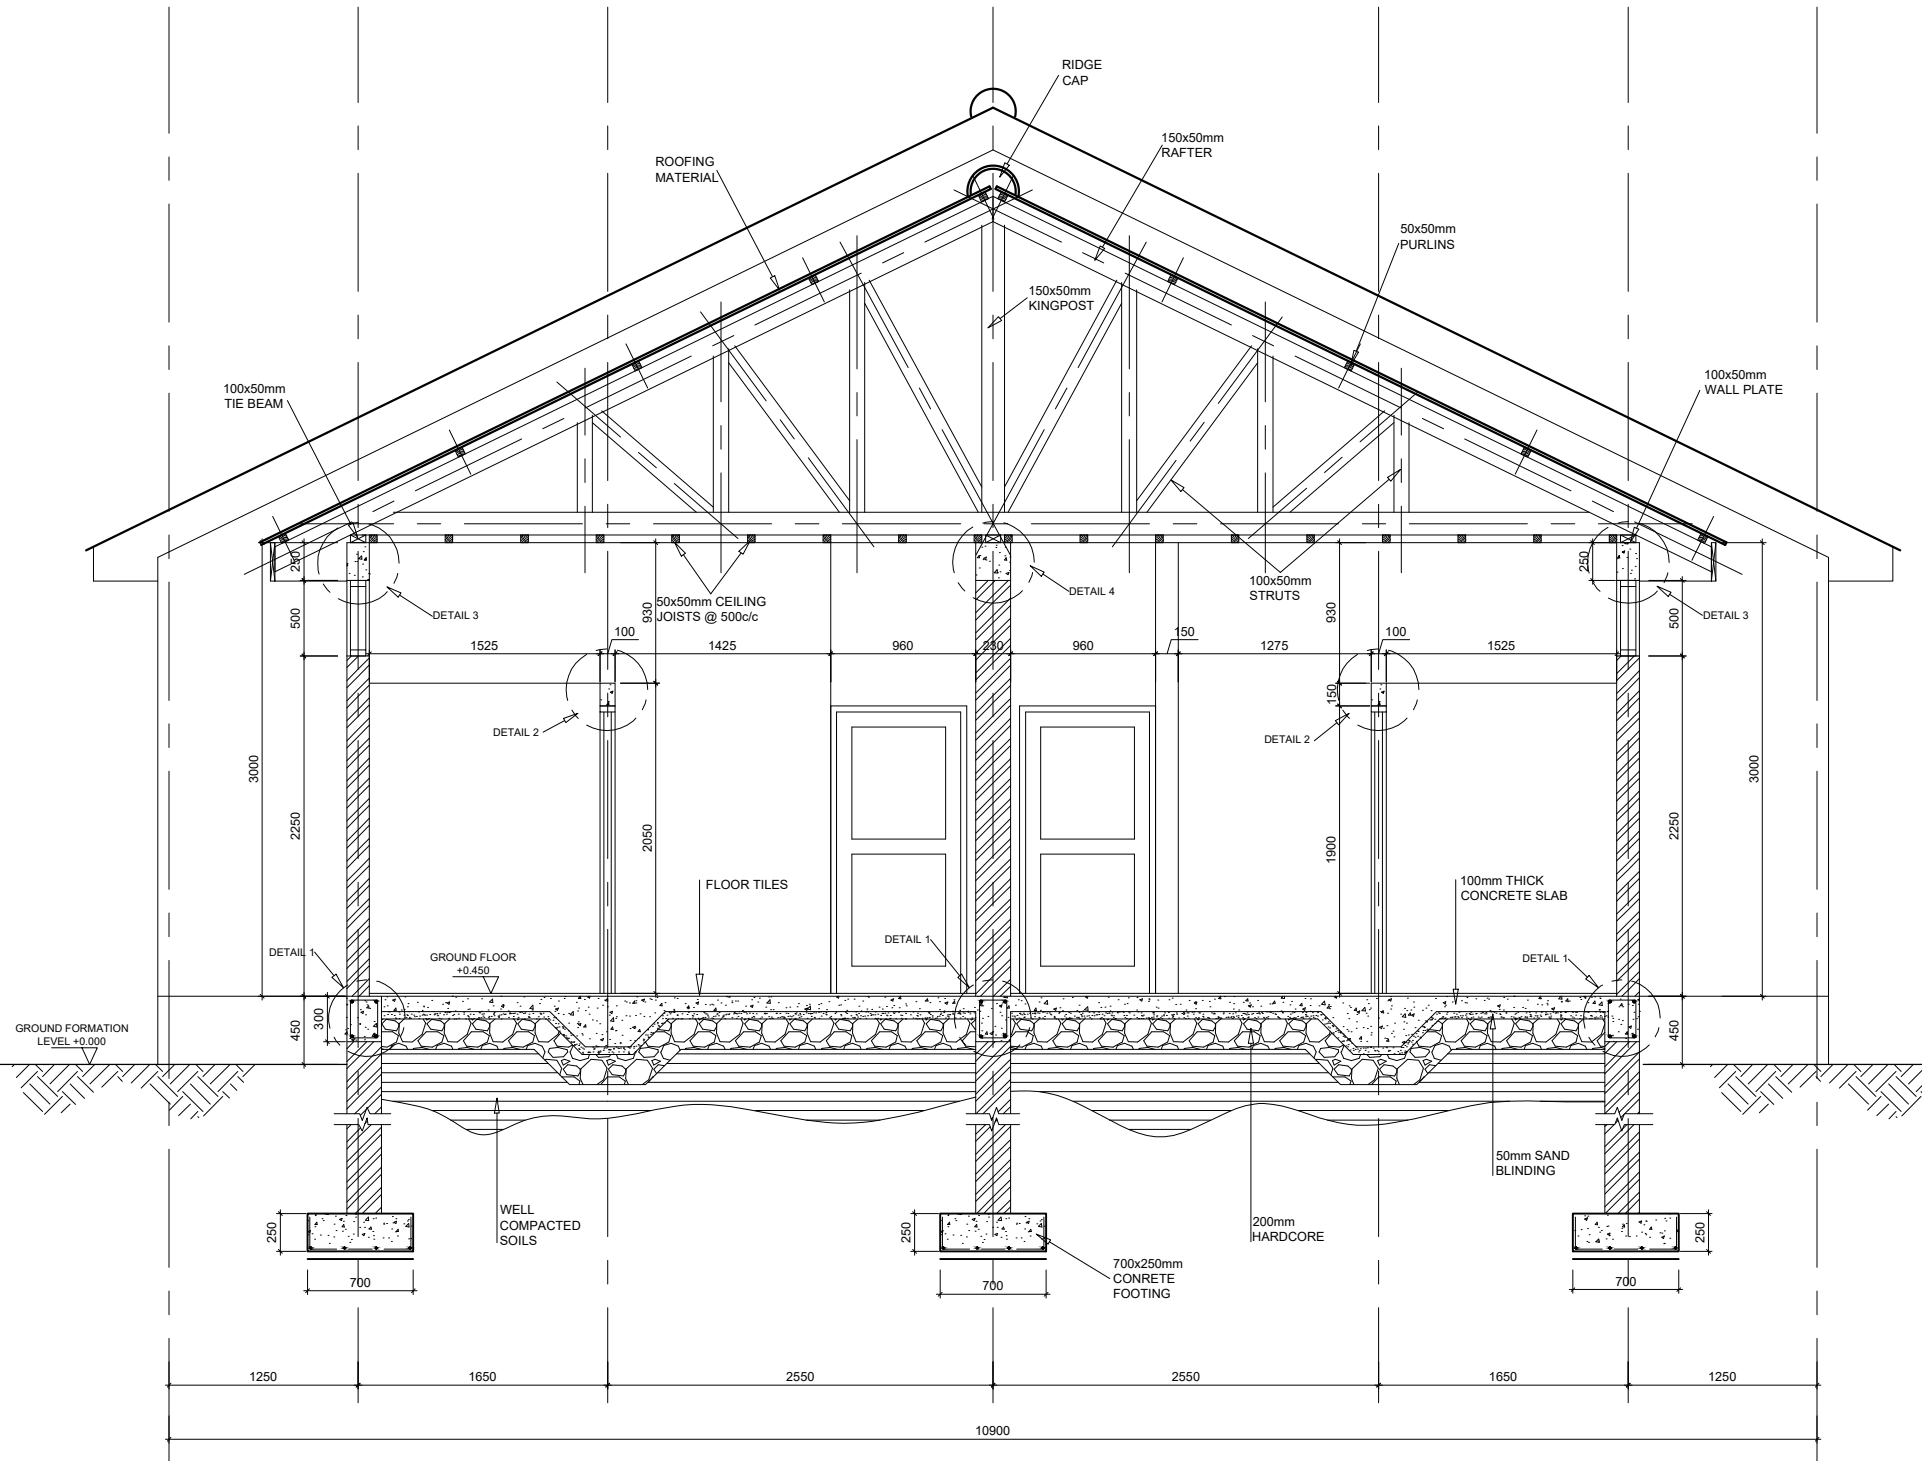 RIDGE
CAP
150x50mm
RAFTER
ROOFING
MATERIAL
50x50mm
PURLINS
150x50mm
KINGPOST
100x50mm
TIE BEAM
100x50mm
WALL PLATE
250
250
DETAIL 3
50x50mm CEILING
JOISTS @ 500c/c
DETAIL 4
100x50mm
STRUTS
DETAIL 3
500
930
930
500
1525
100
1425
960
230
960
150
1275
100
1525
150
DETAIL 2
DETAIL 2
3000
3000
2250
2050
1900
2250
FLOOR TILES
100mm THICK
CONCRETE SLAB
DETAIL 1
DETAIL 1
DETAIL 1
GROUND FLOOR
+0.450
GROUND FORMATION
LEVEL +0.000
450
300
450
50mm SAND
BLINDING
WELL
COMPACTED
SOILS
200mm
HARDCORE
250
250
250
700x250mm
CONRETE
FOOTING
700
700
700
1250
1650
2550
2550
1650
1250
10900